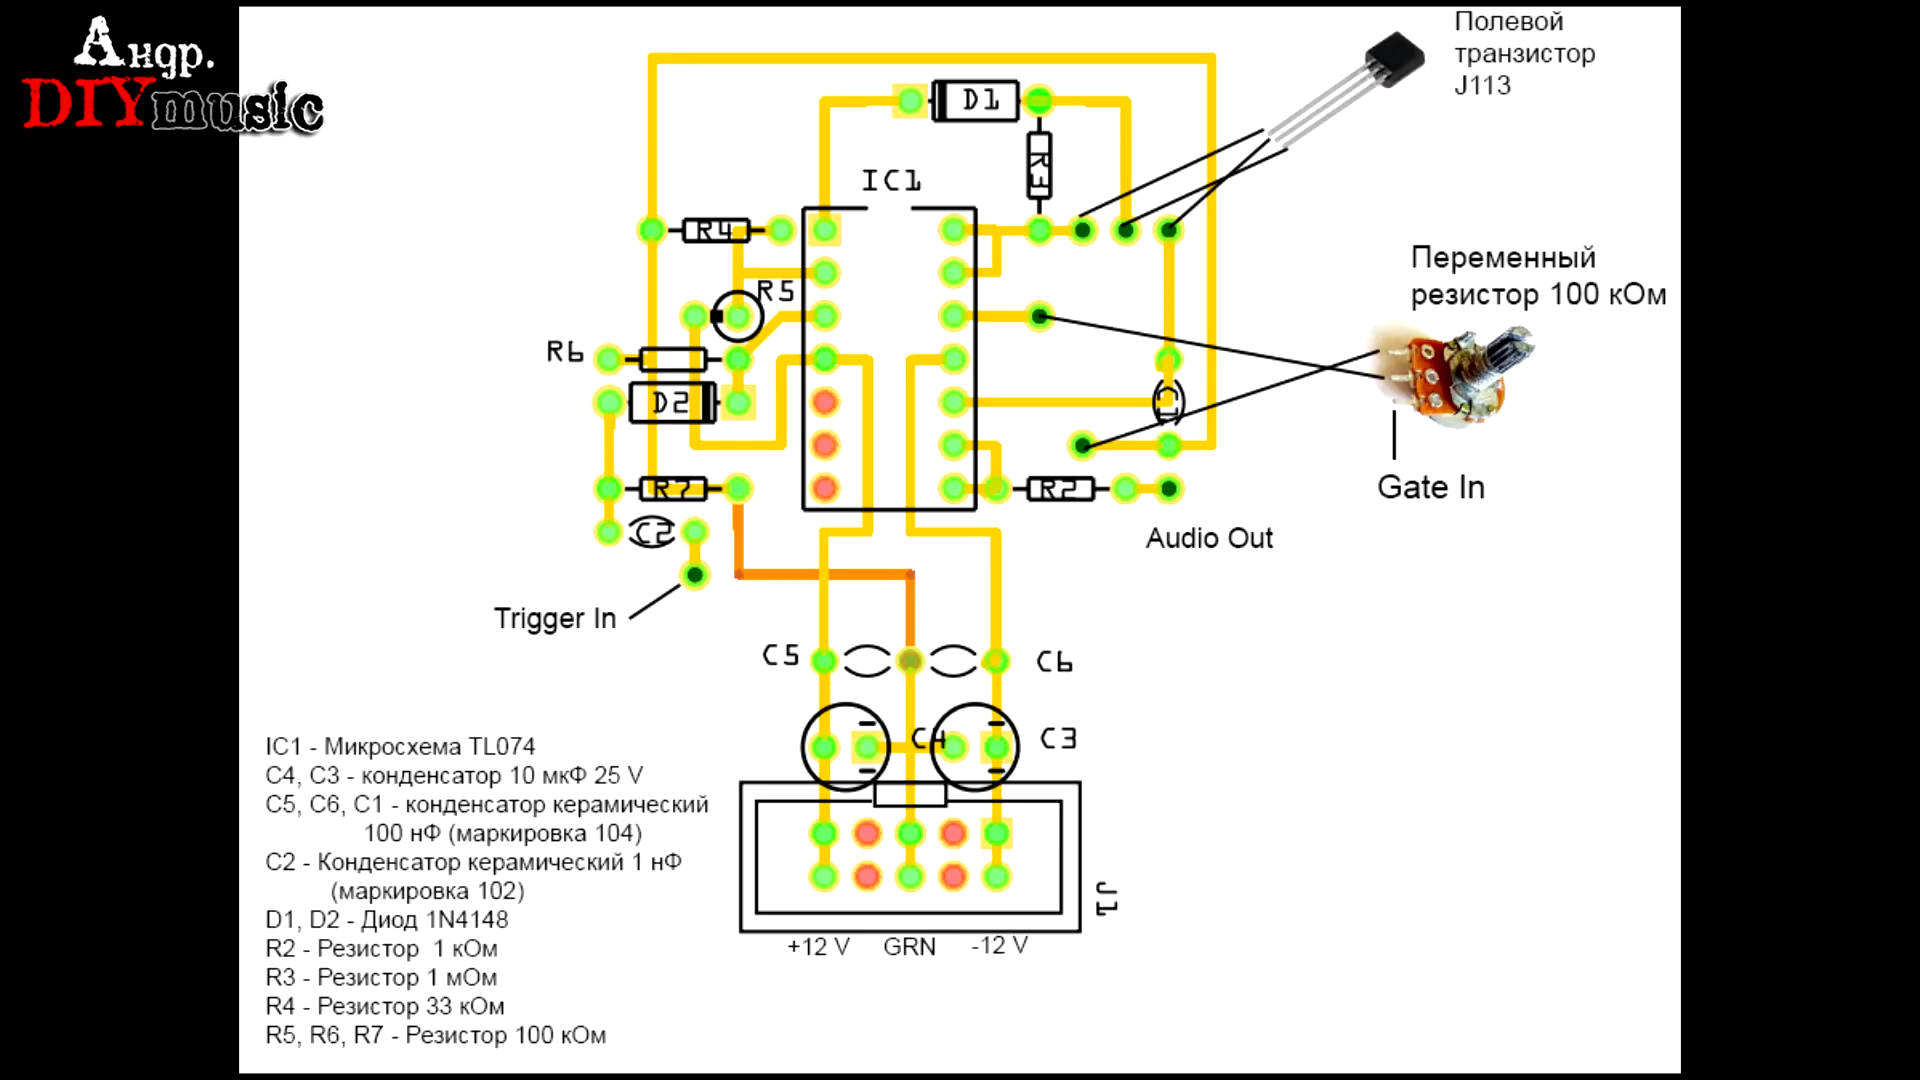 Андр.
DIYmusic
Полевой
транзистор
J113
D1
R3
IC1
R4
Переменный
резистор 100 кОм
R5
R6
D2
C1
R7
R2
Gate In
C2
Audio Out
Trigger In
C5
C6
C4
C3
IC1 - Микросхема TL074
C4, C3 - конденсатор 10 мкФ 25 V
C5, C6, C1 - конденсатор керамический
100 нФ (маркировка 104)
C2 - Конденсатор керамический 1 нФ
(маркировка 102)
D1, D2 - Диод 1N4148
R2 - Резистор 1 кОм
R3 - Резистор 1 мОм
R4 - Резистор 33 кОм
R5, R6, R7 - Резистор 100 кОм
J1
+12 V GRN -12 V